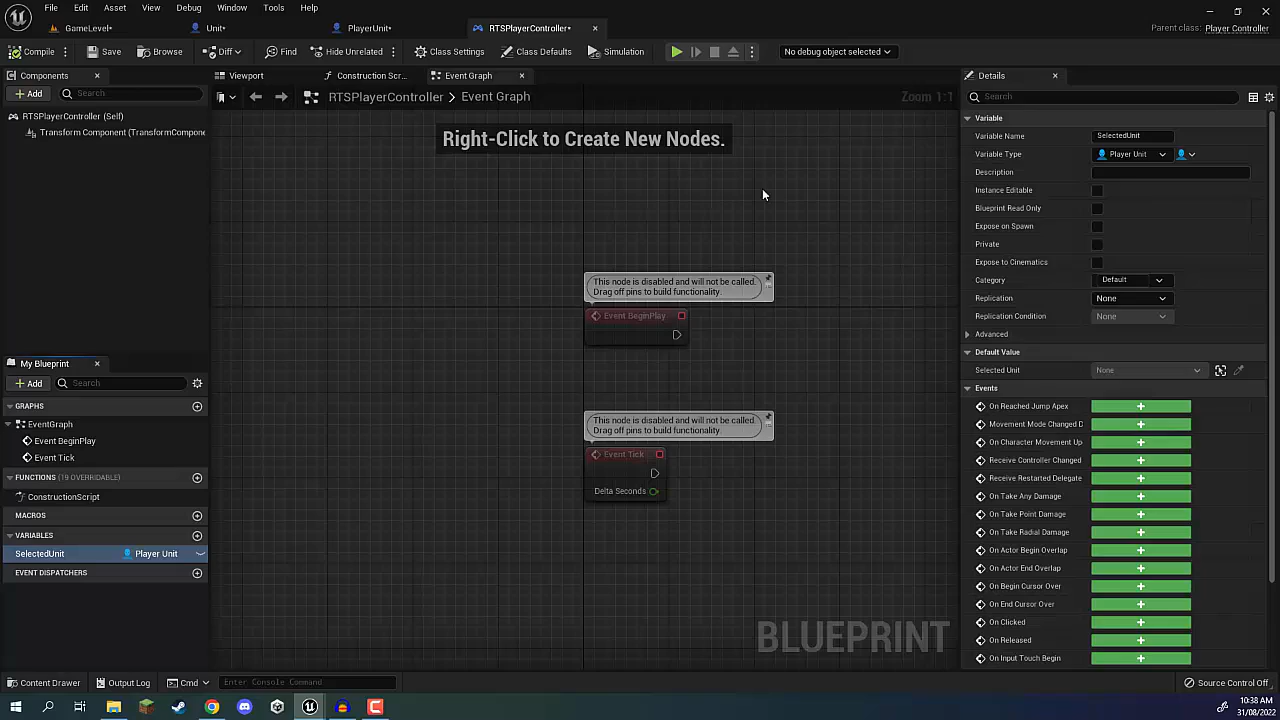 File Edit Asset View Debug Window Tools Help
GameLevel•
Unit•
PlayerUnit•
RTSPlayerController•
Parent class: Player Controller
Compile
Save
Browse
Diff
Find
Hide Unrelated
Class Settings
Class Defaults
Simulation
No debug object selected
Components
Add
Search
RTSPlayerController (Self)
Transform Component (TransformCompone
Viewport
Construction Scr...
Event Graph
RTSPlayerController > Event Graph
Zoom 1:1
Right-Click to Create New Nodes.
This node is disabled and will not be called.
Drag off pins to build functionality.
Event BeginPlay
This node is disabled and will not be called.
Drag off pins to build functionality.
Event Tick
Delta Seconds
BLUEPRINT
My Blueprint
Add
Search
GRAPHS
EventGraph
Event BeginPlay
Event Tick
FUNCTIONS (19 OVERRIDABLE)
ConstructionScript
MACROS
VARIABLES
SelectedUnit
Player Unit
EVENT DISPATCHERS
Details
Search
Variable
Variable Name
SelectedUnit
Variable Type
Player Unit
Description
Instance Editable
Blueprint Read Only
Expose on Spawn
Private
Expose to Cinematics
Category
Default
Replication
None
Replication Condition
None
Advanced
Default Value
Selected Unit
None
Events
On Reached Jump Apex
Movement Mode Changed D
On Character Movement Up
Receive Controller Changed
Receive Restarted Delegate
On Take Any Damage
On Take Point Damage
On Take Radial Damage
On Actor Begin Overlap
On Actor End Overlap
On Begin Cursor Over
On End Cursor Over
On Clicked
On Released
On Input Touch Begin
Content Drawer
Output Log
Cmd
Enter Console Command
Source Control Off
10:38 AM
31/08/2022